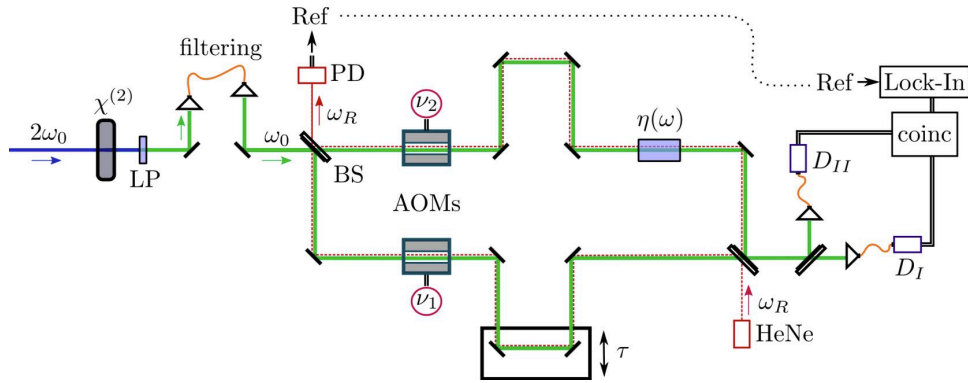 Ref
filtering
PD
Ref
Lock-In
χ(2)
ν2
η(ω)
coinc
2ω0
ω0
ωR
DII
LP
BS
AOMs
ν1
DI
ωR
HeNe
τ